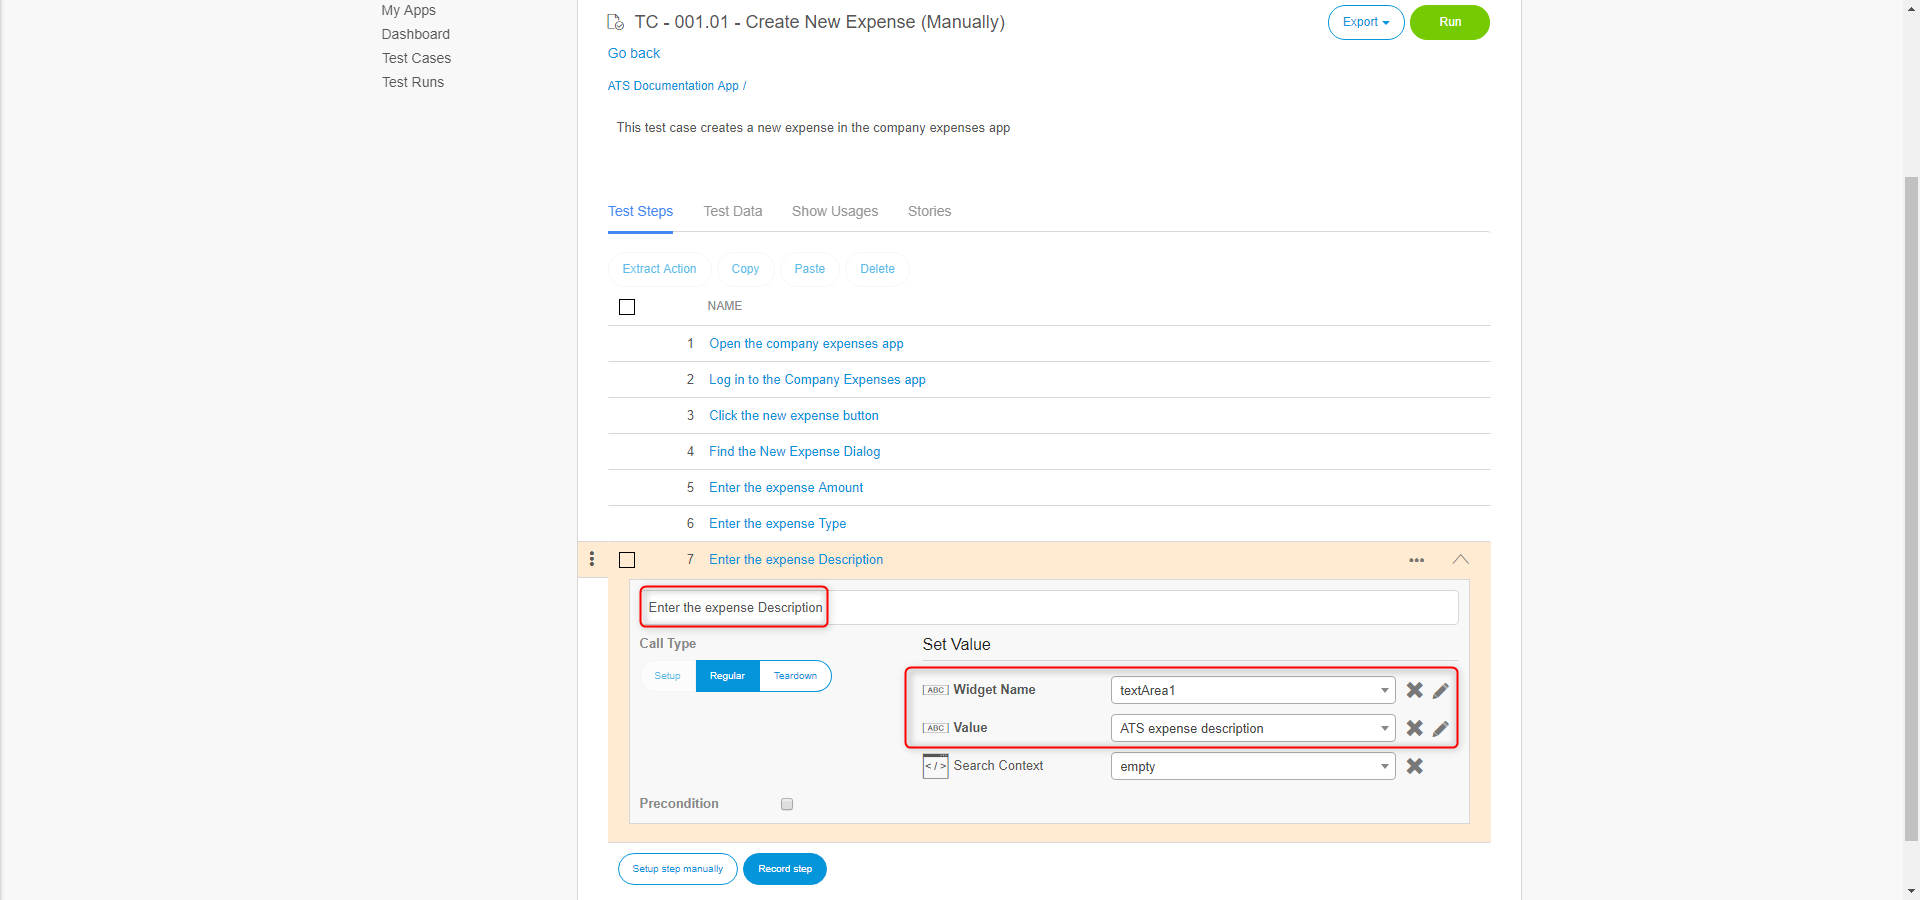 My Apps
Dashboard
Test Cases
Test Runs
TC - 001.01 - Create New Expense (Manually)
Export
Run
Go back
ATS Documentation App /
This test case creates a new expense in the company expenses app
Test Steps Test Data Show Usages Stories
Extract Action Copy Paste Delete
NAME
1 Open the company expenses app
2 Log in to the Company Expenses app
3 Click the new expense button
4 Find the New Expense Dialog
5 Enter the expense Amount
6 Enter the expense Type
7 Enter the expense Description
Enter the expense Description
Call Type
Setup Regular Teardown
Set Value
ABC Widget Name textArea1
ABC Value ATS expense description
</> Search Context empty
Precondition
Setup step manually Record step